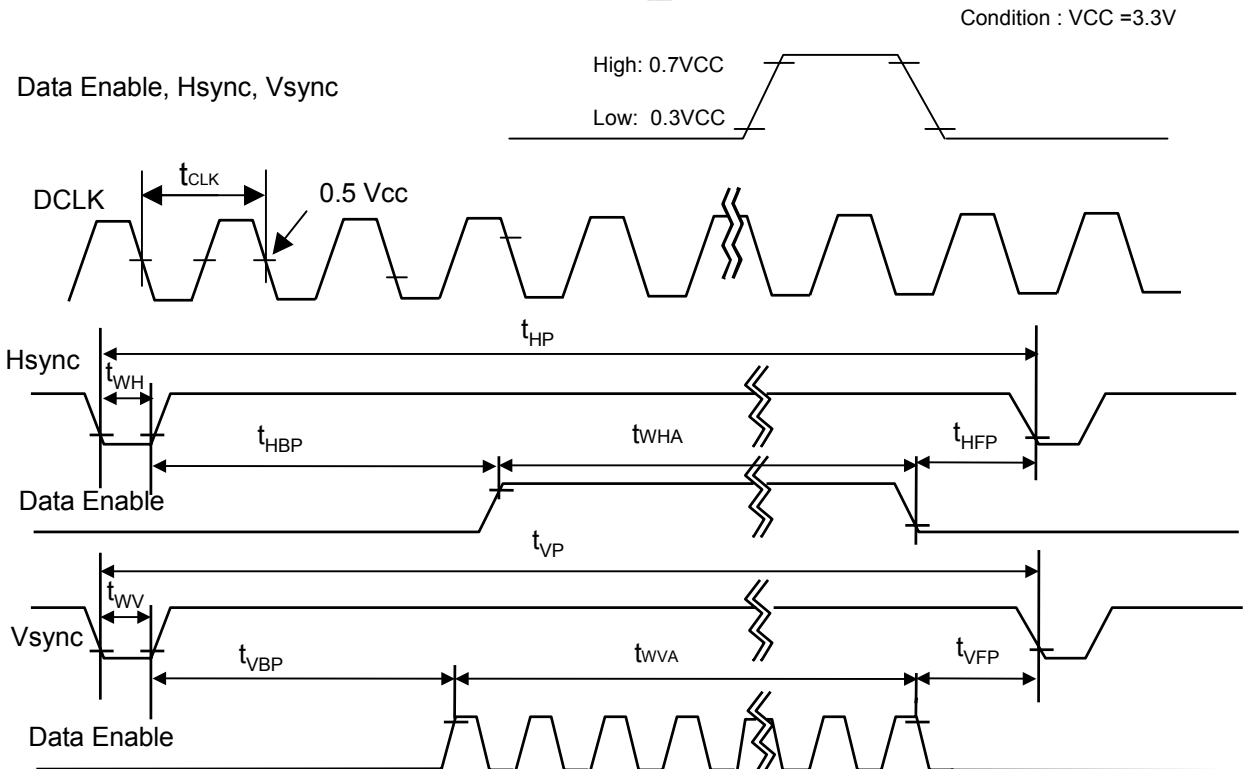 Condition : VCC =3.3V
High: 0.7VCC
Data Enable, Hsync, Vsync
Low: 0.3VCC
tCLK
DCLK
0.5 Vcc
tHP
Hsync
tWH
tHBP
tWHA
tHFP
Data Enable
tVP
tWV
Vsync
tVBP
tWVA
tVFP
Data Enable